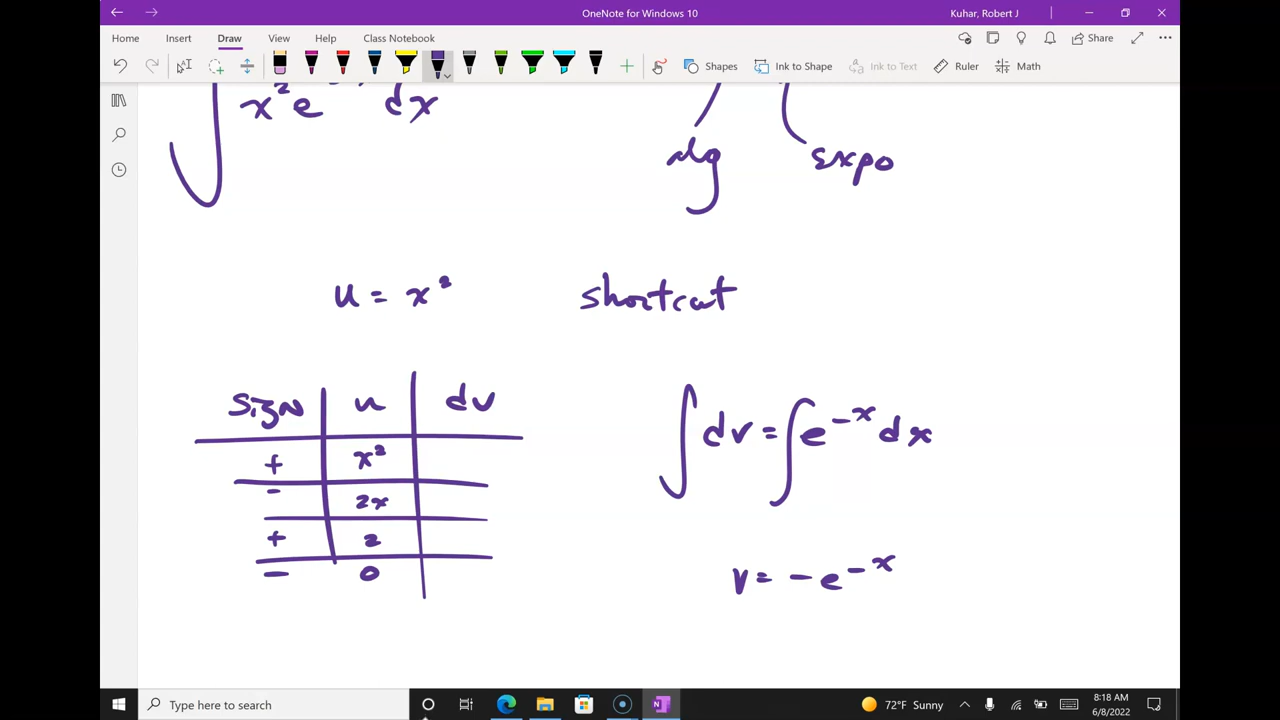 OneNote for Windows 10
Kuhar, Robert J
Home Insert Draw View Help Class Notebook
Share
Shapes Ink to Shape Ink to Text Ruler Math
∫ x² e dx
alg expo
u = x² shortcut
sign u dv
+ x²
- 2x
+ 2
- 0
∫ dv = ∫ e^-x dx
v = - e^-x
Type here to search
72°F Sunny
8:18 AM
6/8/2022